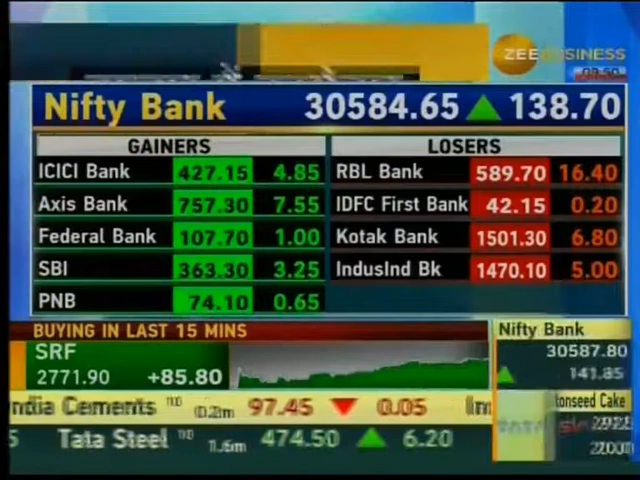 ZEE BUSINESS
Nifty Bank 30584.65 ▲ 138.70
GAINERS LOSERS
ICICI Bank 427.15 4.85 RBL Bank 589.70 16.40
Axis Bank 757.30 7.55 IDFC First Bank 42.15 0.20
Federal Bank 107.70 1.00 Kotak Bank 1501.30 6.80
SBI 363.30 3.25 IndusInd Bk 1470.10 5.00
PNB 74.10 0.65
BUYING IN LAST 15 MINS
SRF
2771.90 +85.80
Nifty Bank
30587.80
▲ 141.85
ndia Cements (0.2m 97.45 ▼ 0.05
Tata Steel 1.6m 474.50 ▲ 6.20
tonseed Cake